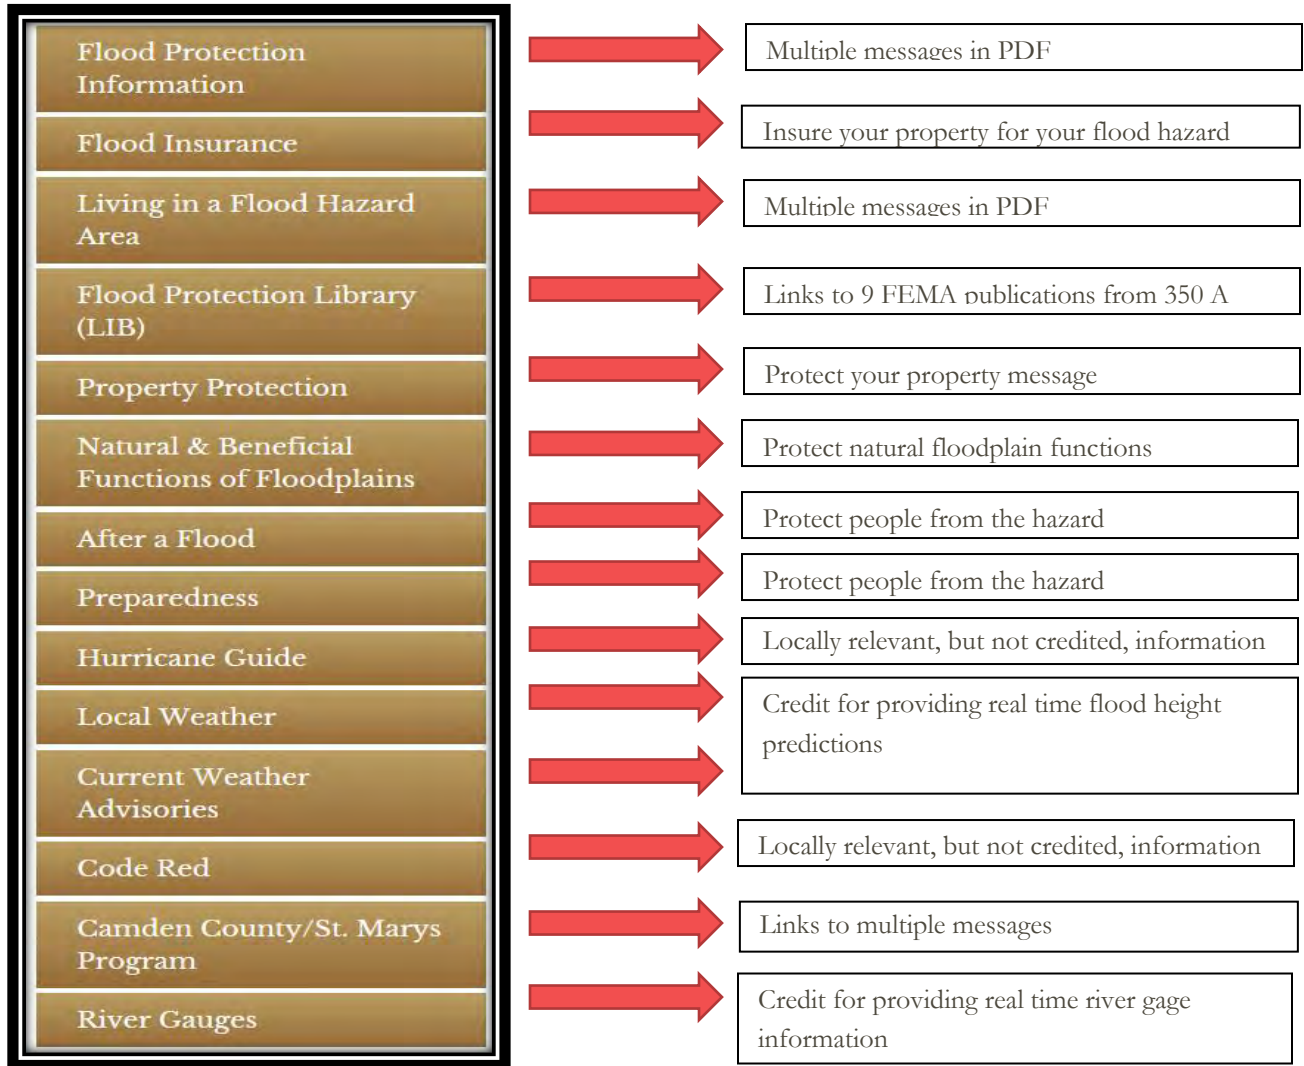 Flood Protection
Information
Multiple messages in PDF
Flood Insurance
Insure your property for your flood hazard
Living in a Flood Hazard
Area
Multiple messages in PDF
Flood Protection Library
(LIB)
Links to 9 FEMA publications from 350 A
Property Protection
Protect your property message
Natural & Beneficial
Functions of Floodplains
Protect natural floodplain functions
After a Flood
Protect people from the hazard
Preparedness
Protect people from the hazard
Hurricane Guide
Locally relevant, but not credited, information
Local Weather
Current Weather
Advisories
Credit for providing real time flood height
predictions
Code Red
Locally relevant, but not credited, information
Camden County/St. Marys
Program
Links to multiple messages
River Gauges
Credit for providing real time river gage
information